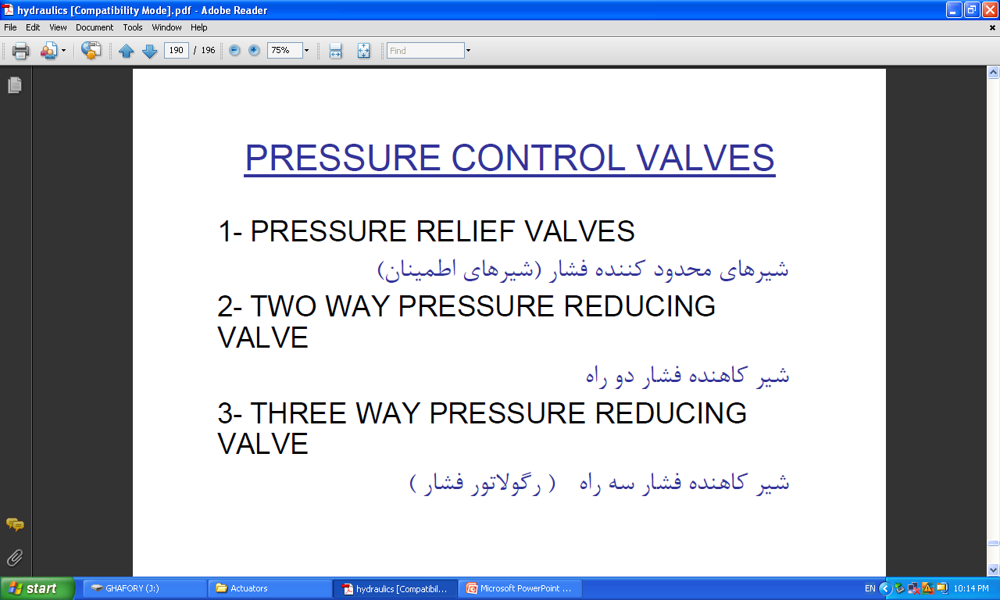 hydraulics [Compatibility Mode].pdf - Adobe Reader
File Edit View Document Tools Window Help
190 / 196 75% Find
PRESSURE CONTROL VALVES
1- PRESSURE RELIEF VALVES
شیرهای محدود کننده فشار (شیرهای اطمینان)
2- TWO WAY PRESSURE REDUCING
VALVE
شیر کاهنده فشار دو راه
3- THREE WAY PRESSURE REDUCING
VALVE
شیر کاهنده فشار سه راه ( رگولاتور فشار )
start GHAFORY (J:) Actuators hydraulics [Compatibil... Microsoft PowerPoint ... EN 10:14 PM